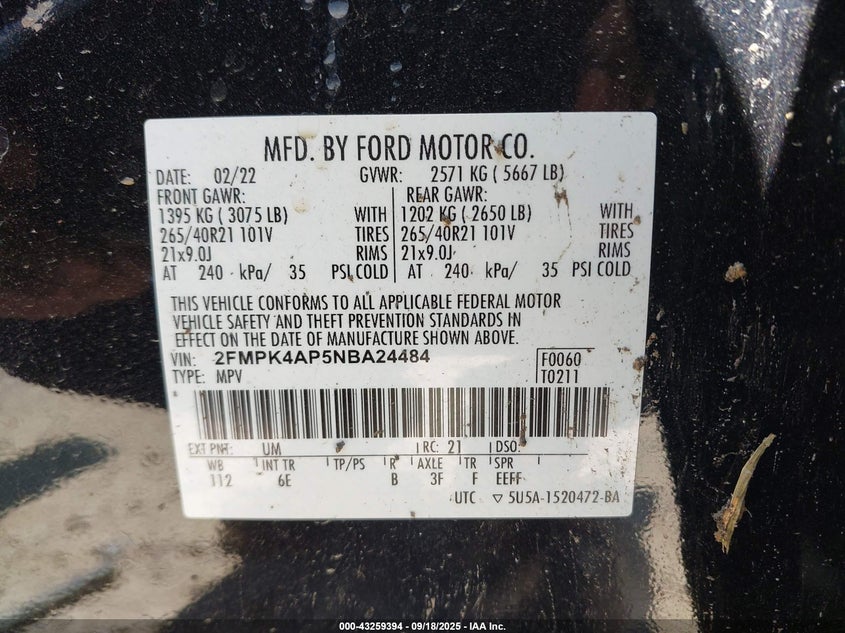 MFD. BY FORD MOTOR CO.
DATE: 02/22 GVWR: 2571 KG ( 5667 LB)
FRONT GAWR: REAR GAWR:
1395 KG ( 3075 LB) WITH 1202 KG ( 2650 LB) WITH
265/40R21 101V TIRES 265/40R21 101V TIRES
21x9.0J RIMS 21x9.0J RIMS
AT 240 kPa/ 35 PSI COLD AT 240 kPa/ 35 PSI COLD
THIS VEHICLE CONFORMS TO ALL APPLICABLE FEDERAL MOTOR
VEHICLE SAFETY AND THEFT PREVENTION STANDARDS IN
EFFECT ON THE DATE OF MANUFACTURE SHOWN ABOVE.
VIN: 2FMPK4AP5NBA24484 F0060
TYPE: MPV T0211
EXT PNT: UM RC: 21 DSO:
WB INT TR TP/PS R AXLE TR SPR
112 6E B 3F F EEFF
UTC ▽ 5U5A-1520472-BA
000-43259394 - 09/18/2025 - IAA Inc.